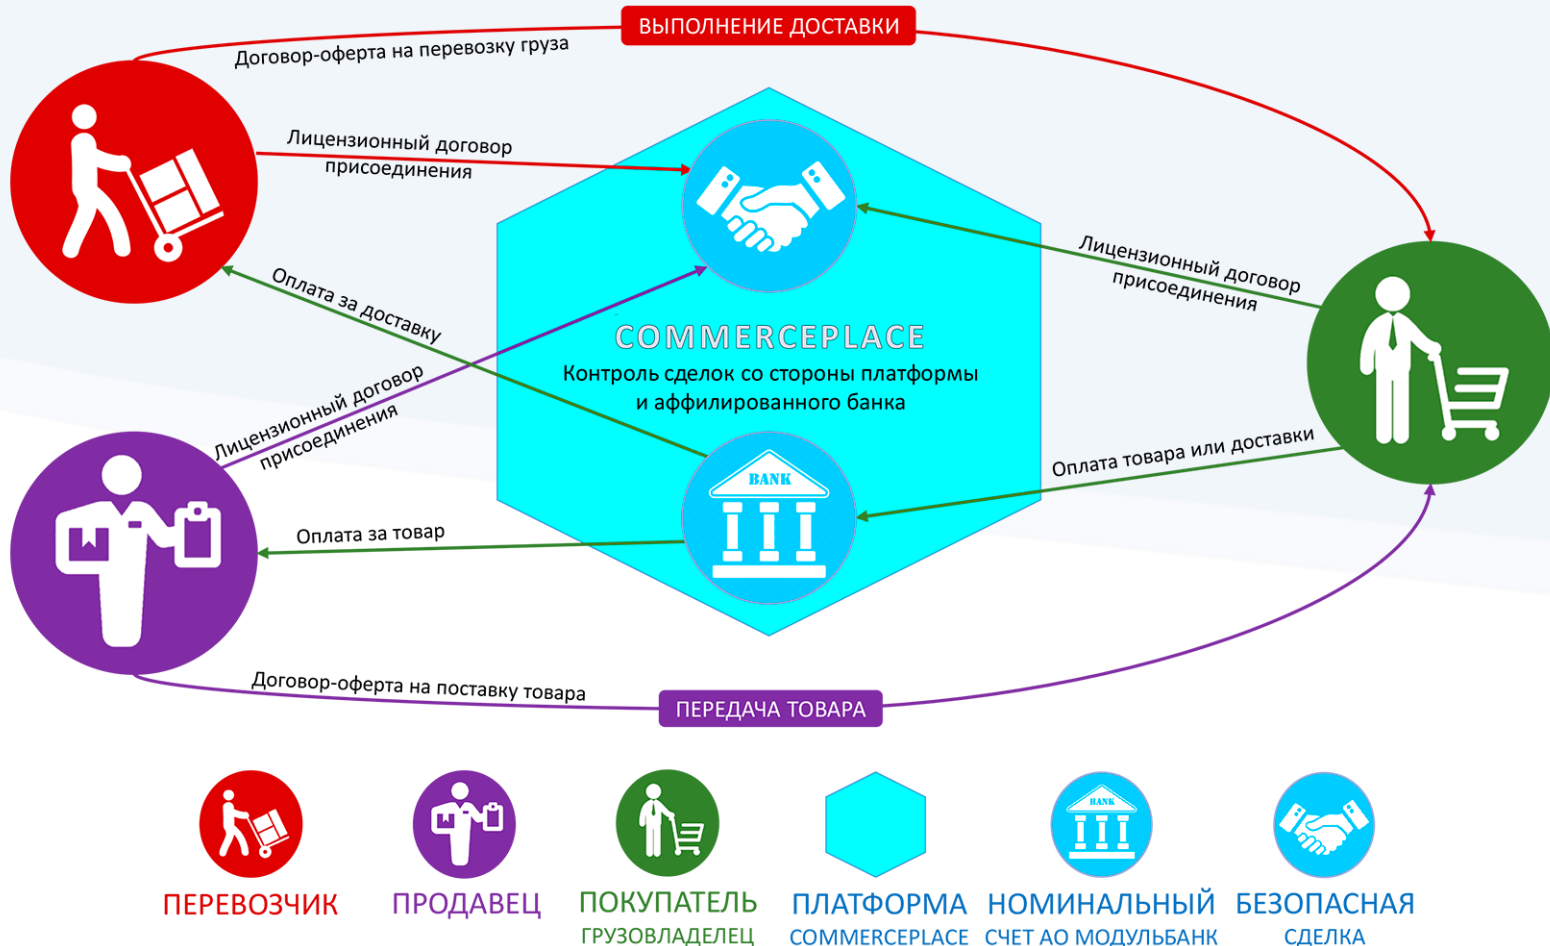 ВЫПОЛНЕНИЕ ДОСТАВКИ
Договор-оферта на перевозку груза
Лицензионный договор
присоединения
Лицензионный договор
присоединения
Оплата за доставку
COMMERCEPLACE
Контроль сделок со стороны платформы
и аффилированного банка
Лицензионный договор
присоединения
Оплата товара или доставки
BANK
Оплата за товар
Договор-оферта на поставку товара
ПЕРЕДАЧА ТОВАРА
BANK
ПЕРЕВОЗЧИК
ПРОДАВЕЦ
ПОКУПАТЕЛЬ
ГРУЗОВЛАДЕЛЕЦ
ПЛАТФОРМА
COMMERCEPLACE
НОМИНАЛЬНЫЙ
СЧЕТ АО МОДУЛЬБАНК
БЕЗОПАСНАЯ
СДЕЛКА